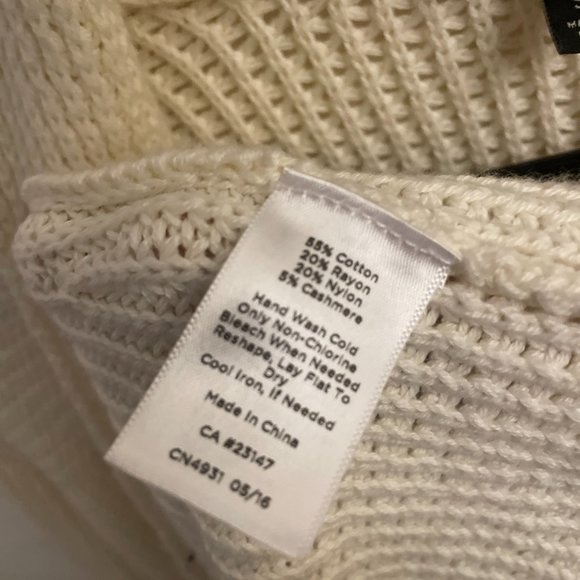 55% Cotton
20% Rayon
20% Nylon
5% Cashmere
Hand Wash Cold
Only Non-Chlorine
Bleach When Needed
Reshape, Lay Flat To
Dry
Cool Iron, If Needed
Made In China
CA #23147
CN4931 05/16